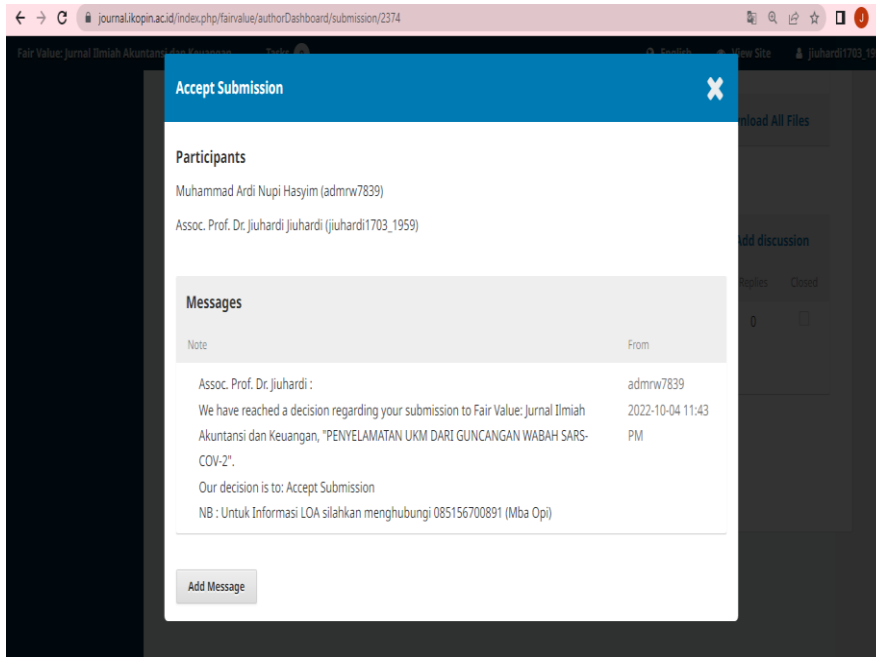 journal.ikopin.ac.id/index.php/fairvalue/authorDashboard/submission/2374
J
Fair Value: Jurnal Ilmiah Akuntansi dan Keuangan Tasks
English View Site jiuhardi1703_19
Accept Submission
nload All Files
Participants
Muhammad Ardi Nupi Hasyim (admrw7839)
Assoc. Prof. Dr. Jiuhardi Jiuhardi (jiuhardi1703_1959)
Add discussion
Replies Closed
Messages
0
Note From
Assoc. Prof. Dr. Jiuhardi : admrw7839
We have reached a decision regarding your submission to Fair Value: Jurnal Ilmiah 2022-10-04 11:43
Akuntansi dan Keuangan, "PENYELAMATAN UKM DARI GUNCANGAN WABAH SARS- PM
COV-2".
Our decision is to: Accept Submission
NB : Untuk Informasi LOA silahkan menghubungi 085156700891 (Mba Opi)
Add Message